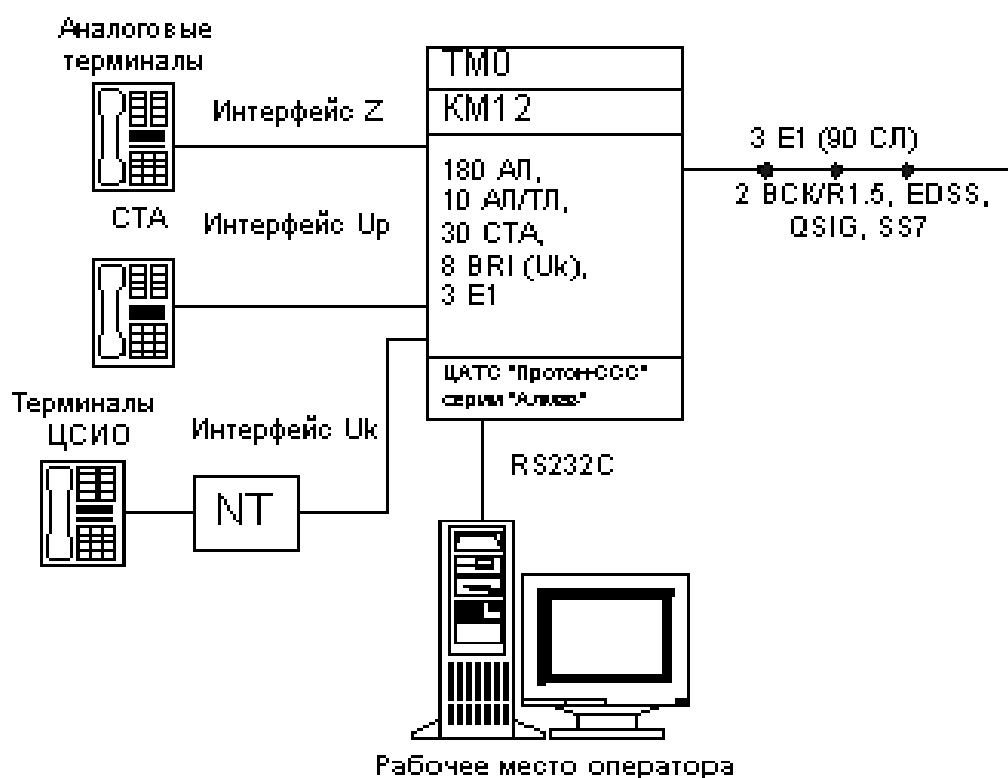 Аналоговые
терминалы
Интерфейс Z
СТА
Интерфейс Up
Терминалы
ЦСИО
Интерфейс Uk
NT
ТМ0
КМ12
180 АЛ,
10 АЛ/ТЛ,
30 СТА,
8 BRI (Uk),
3 E1
ЦАТС "Протон-ССС"
серии "Алмаз"
3 E1 (90 СЛ)
2 ВСК/R1.5, EDSS,
QSIG, SS7
RS232C
Рабочее место оператора